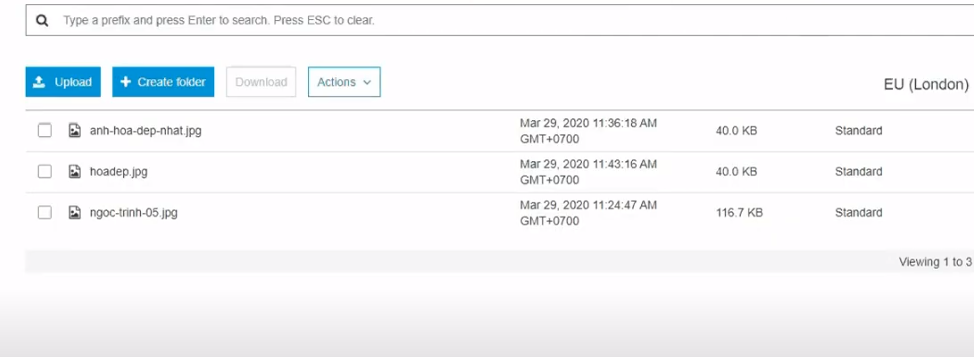 Type a prefix and press Enter to search. Press ESC to clear.
Upload Create folder Download Actions EU (London)
anh-hoa-dep-nhat.jpg Mar 29, 2020 11:36:18 AM GMT+0700 40.0 KB Standard
hoadep.jpg Mar 29, 2020 11:43:16 AM GMT+0700 40.0 KB Standard
ngoc-trinh-05.jpg Mar 29, 2020 11:24:47 AM GMT+0700 116.7 KB Standard
Viewing 1 to 3